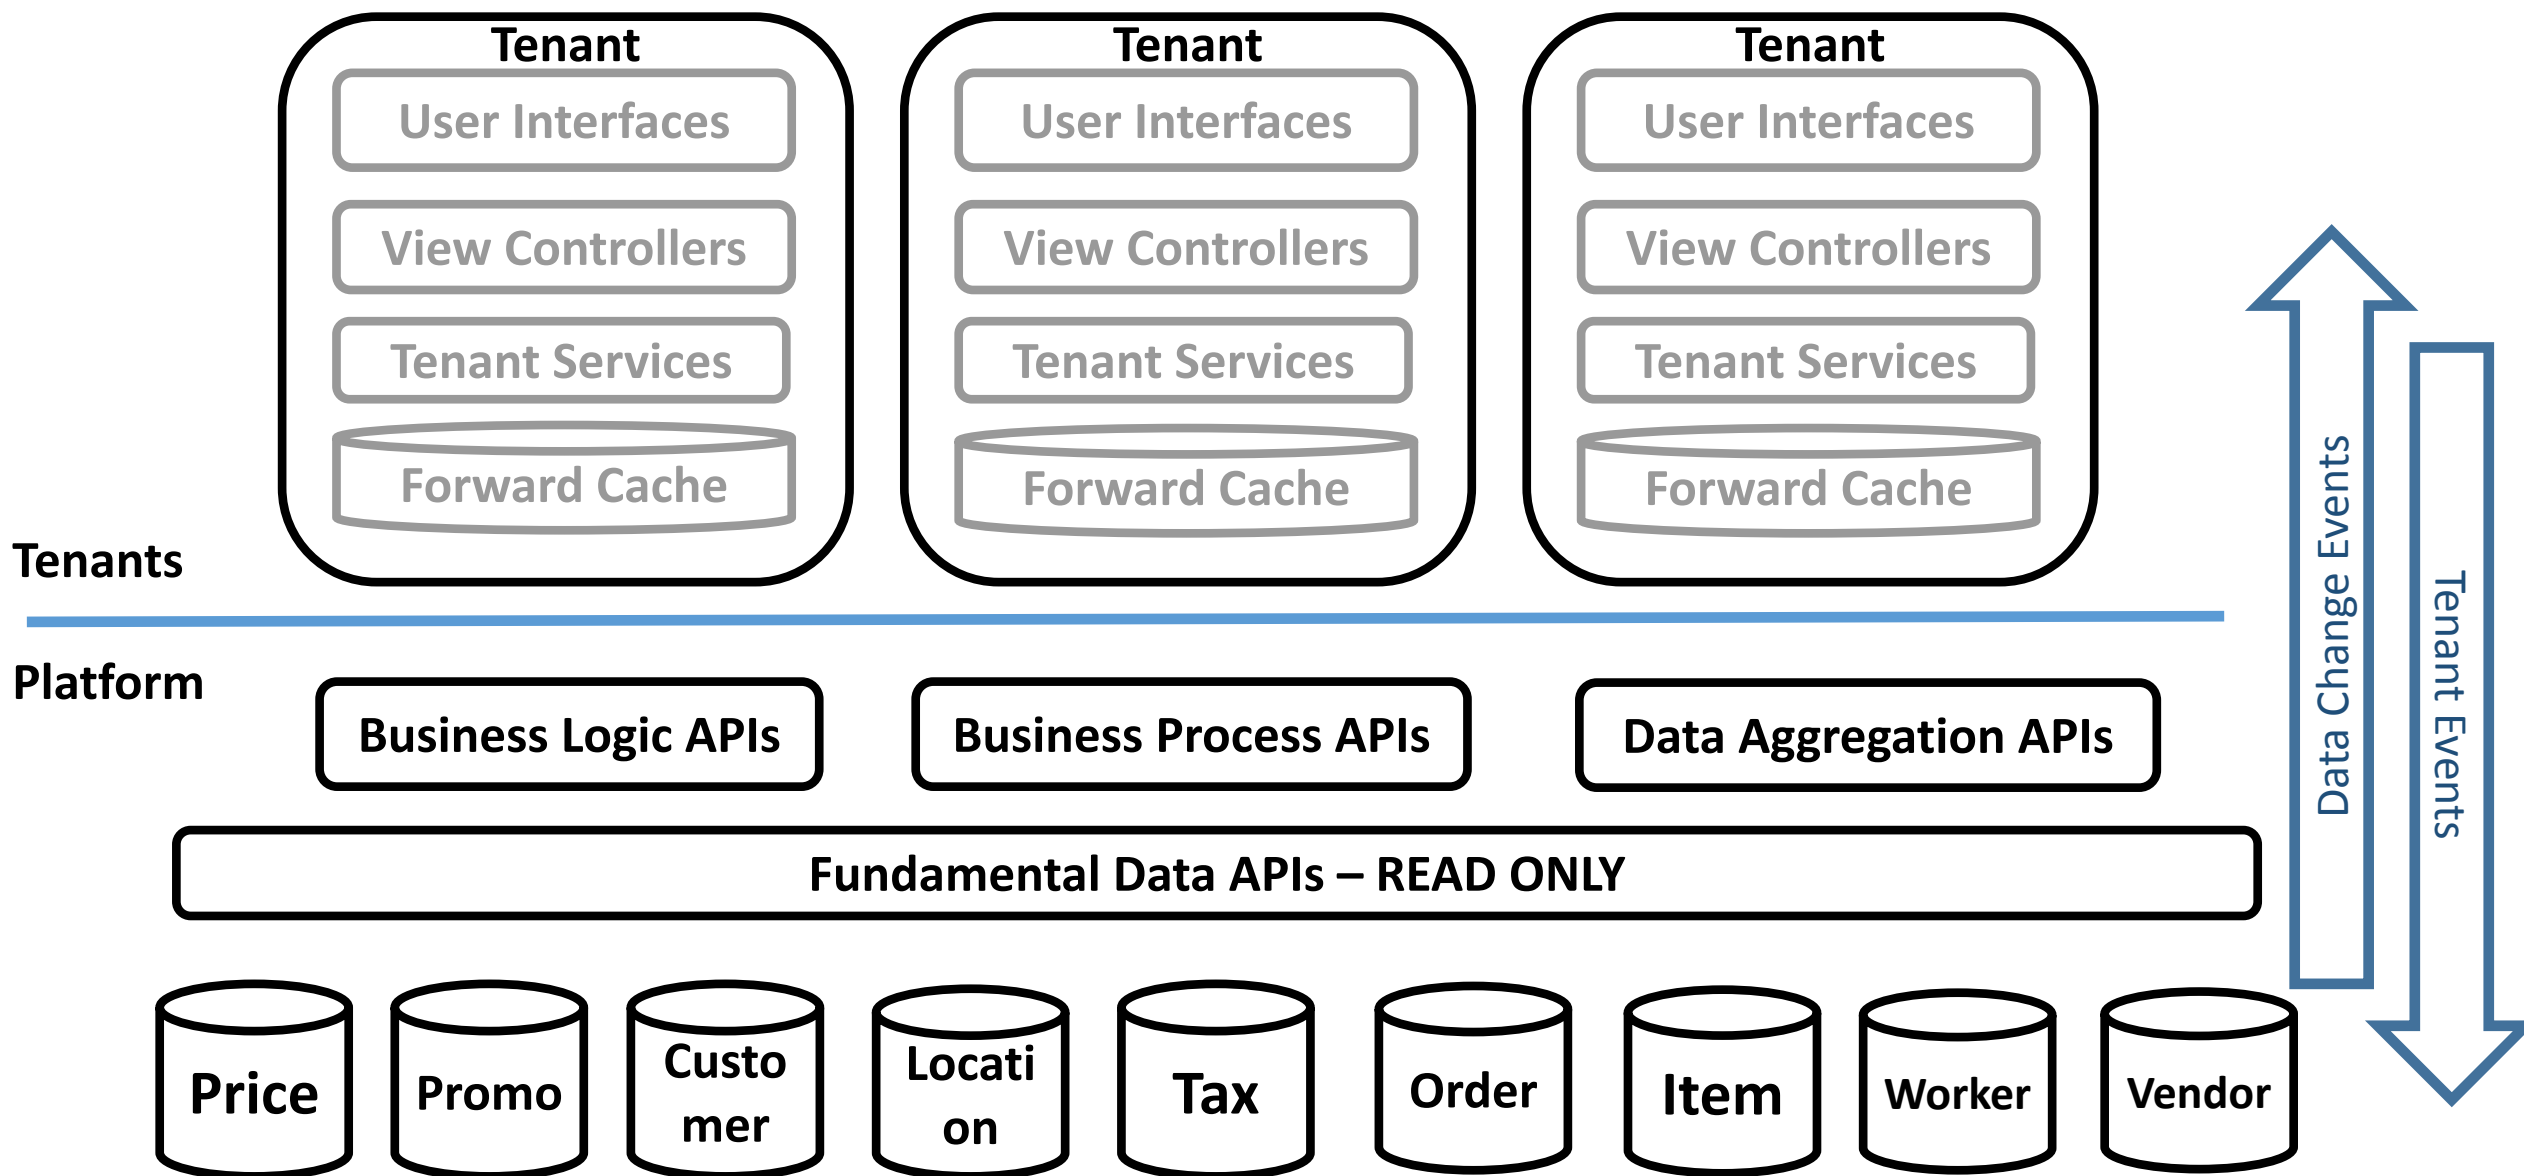 Tenant
User Interfaces
View Controllers
Tenant Services
Forward Cache
Tenant
User Interfaces
View Controllers
Tenant Services
Forward Cache
Tenant
User Interfaces
View Controllers
Tenant Services
Forward Cache
Tenants
Platform
Business Logic APIs
Business Process APIs
Data Aggregation APIs
Fundamental Data APIs – READ ONLY
Price
Promo
Custo
mer
Locati
on
Tax
Order
Item
Worker
Vendor
Data Change Events
Tenant Events